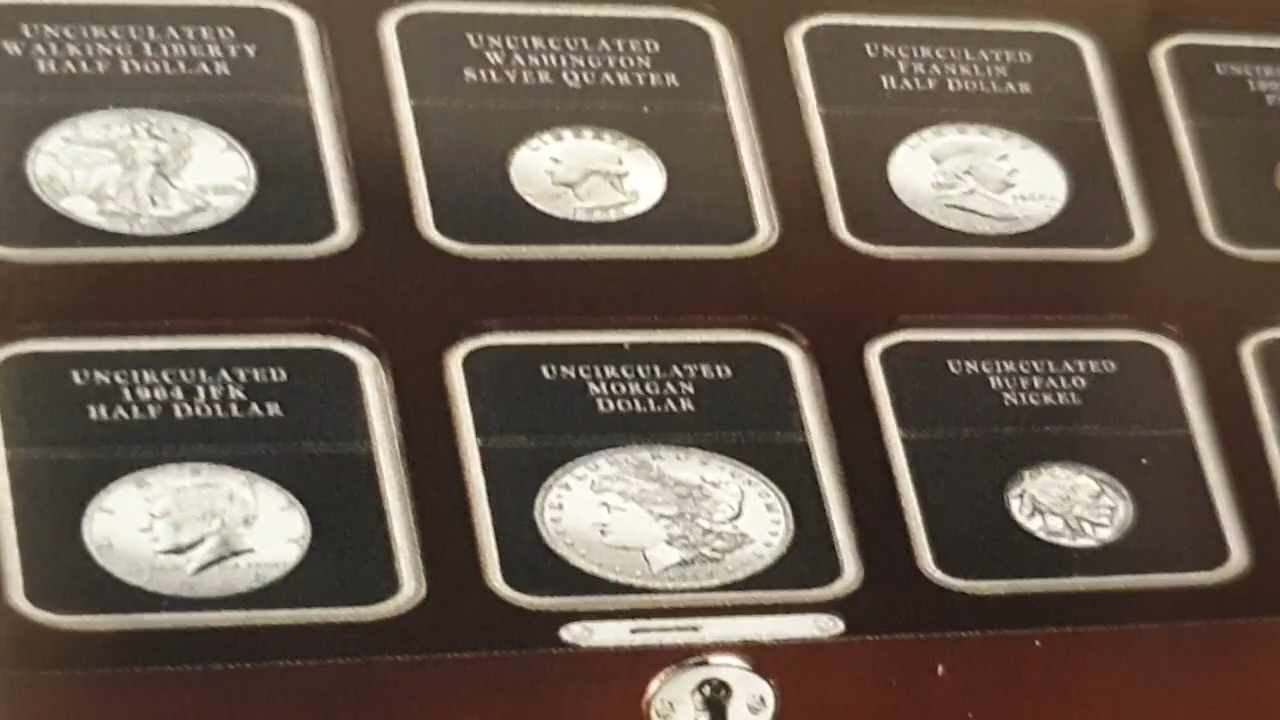 UNCIRCULATED
WALKING LIBERTY
HALF DOLLAR
UNCIRCULATED
WASHINGTON
SILVER QUARTER
UNCIRCULATED
FRANKLIN
HALF DOLLAR
UNCIRCULATED
1964 JFK
HALF DOLLAR
UNCIRCULATED
MORGAN
DOLLAR
UNCIRCULATED
BUFFALO
NICKEL